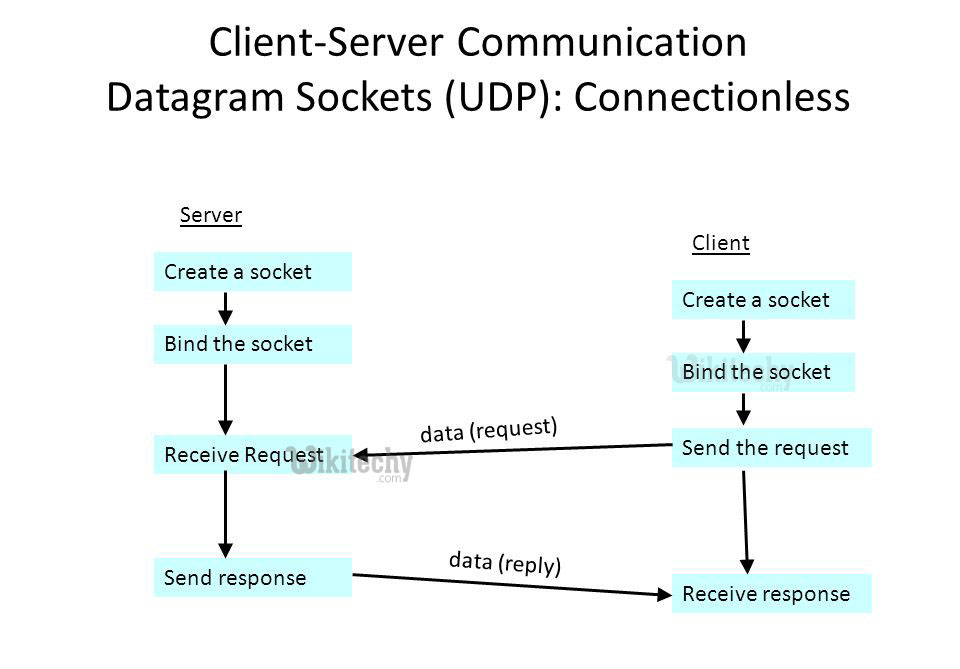 Client-Server Communication
Datagram Sockets (UDP): Connectionless
Server
Client
Create a socket
Create a socket
Bind the socket
Bind the socket
Wikitechy
.com
data (request)
Send the request
Receive Request
Wikitechy
.com
data (reply)
Send response
Receive response